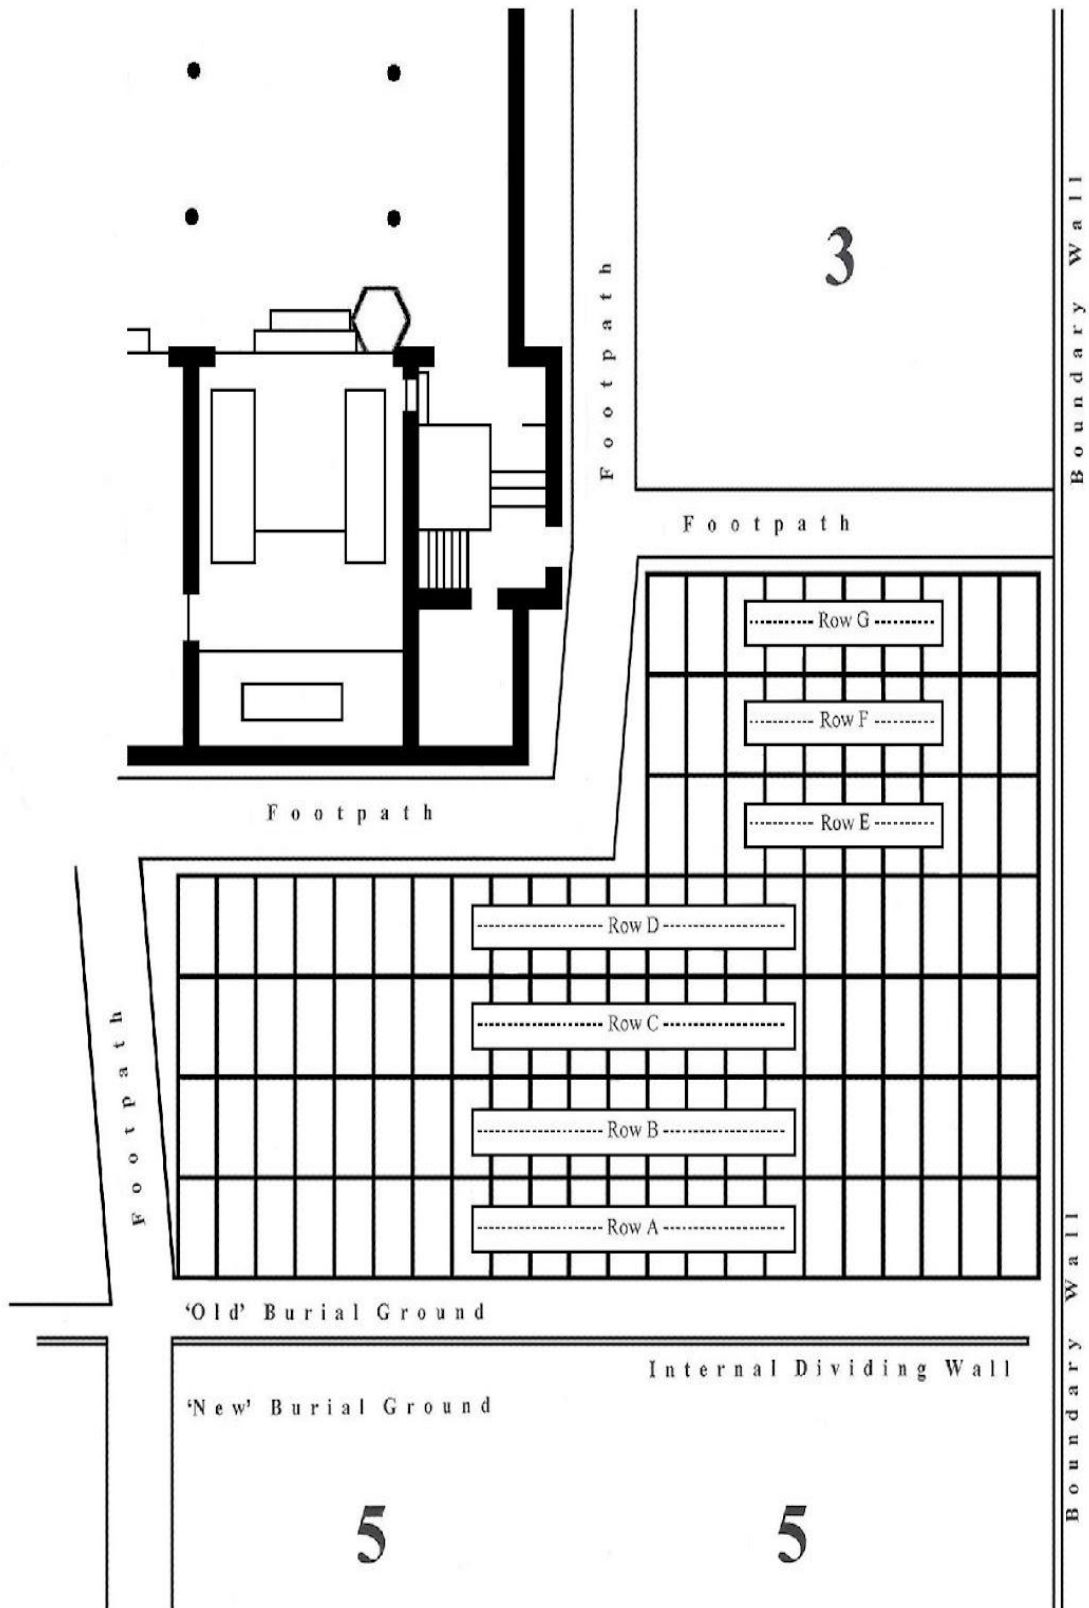 3
Boundary Wall
Footpath
Footpath
Row G
Row F
Row E
Footpath
Row D
Row C
Row B
Row A
Footpath
'Old' Burial Ground
Internal Dividing Wall
'New' Burial Ground
Boundary Wall
5
5